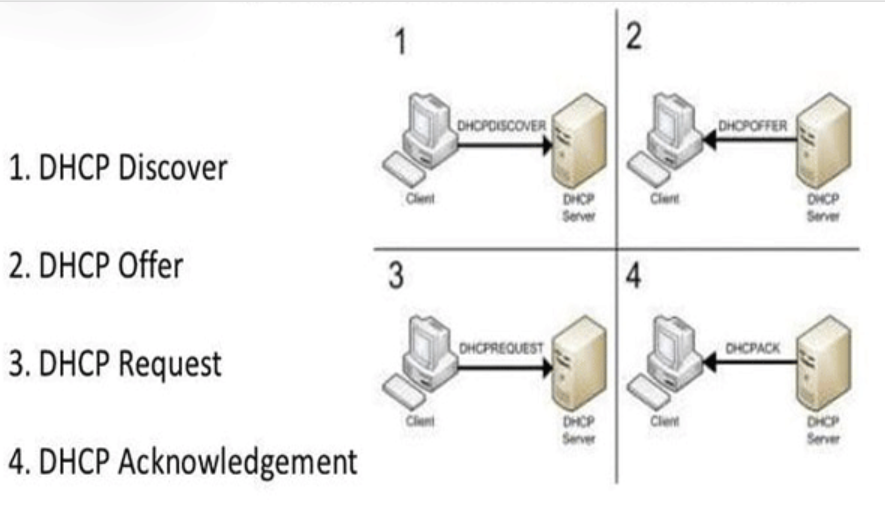 1. DHCP Discover
2. DHCP Offer
3. DHCP Request
4. DHCP Acknowledgement
1
DHCPDISCOVER
Client
DHCP
Server
2
DHCPOFFER
Client
DHCP
Server
3
DHCPREQUEST
Client
DHCP
Server
4
DHCPACK
Client
DHCP
Server